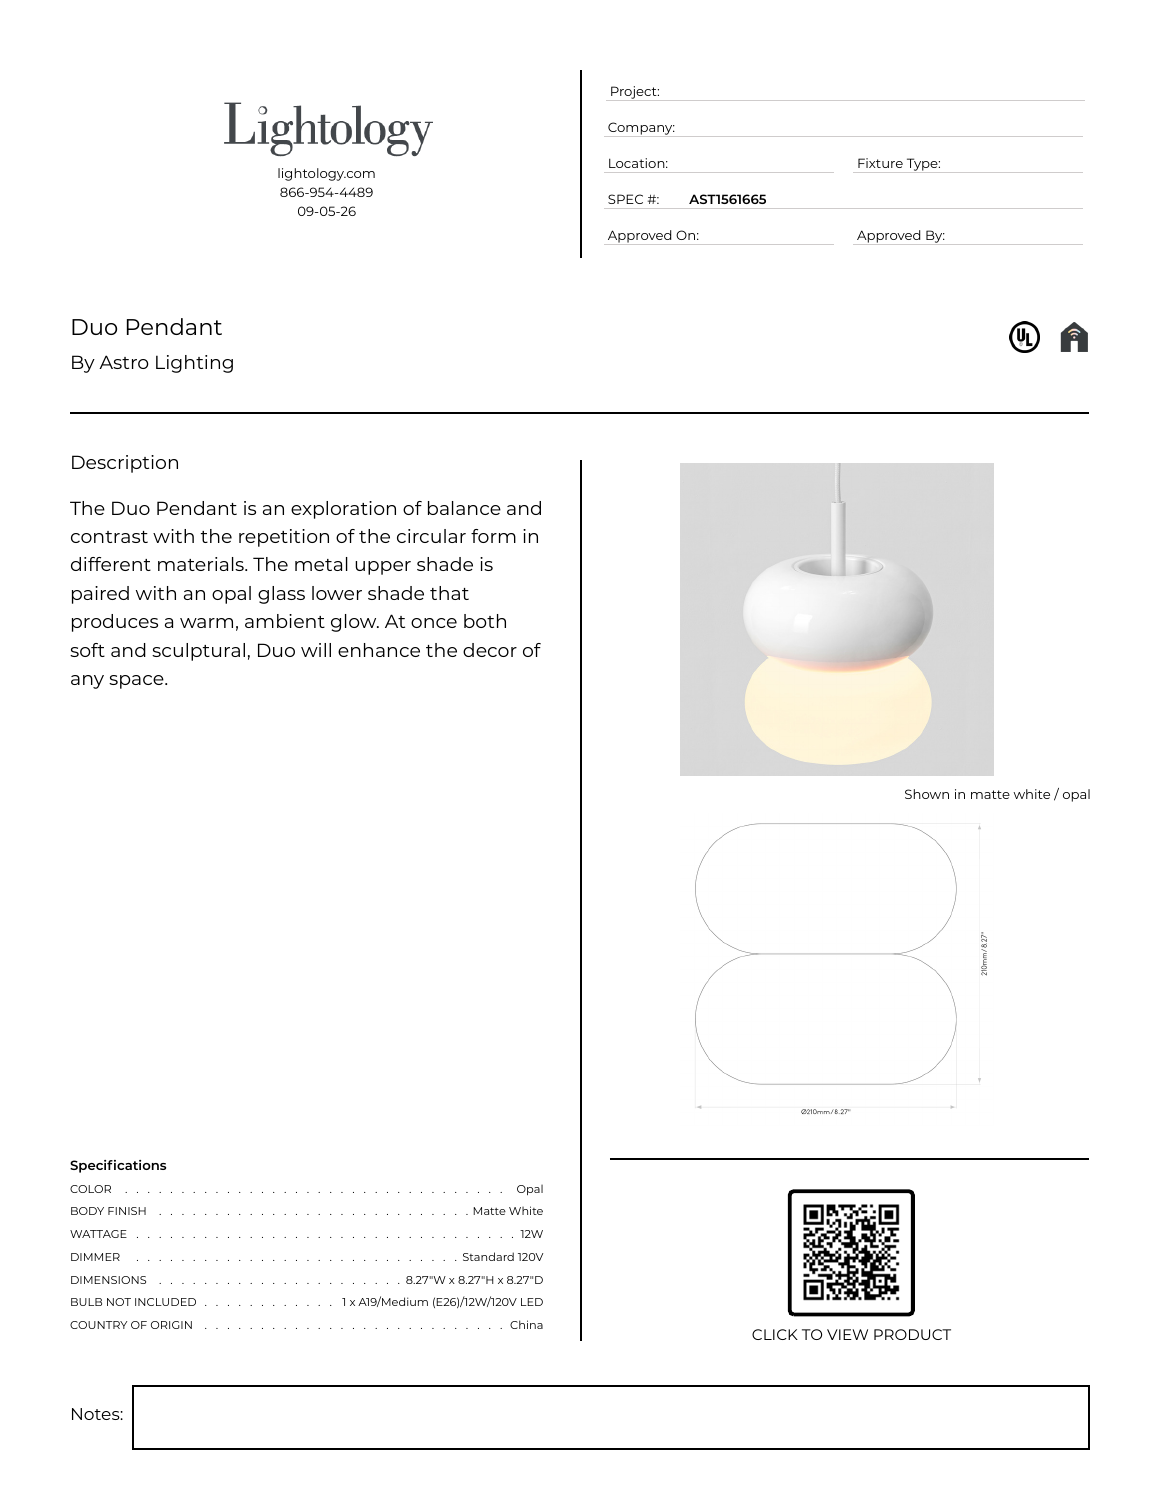 Lightology
lightology.com
866-954-4489
09-05-26
Project:
Company:
Location:
Fixture Type:
SPEC #: AST1561665
Approved On:
Approved By:
Duo Pendant
By Astro Lighting
UL
Description
The Duo Pendant is an exploration of balance and
contrast with the repetition of the circular form in
different materials. The metal upper shade is
paired with an opal glass lower shade that
produces a warm, ambient glow. At once both
soft and sculptural, Duo will enhance the decor of
any space.
Shown in matte white / opal
210mm/8.27"
Ø210mm/8.27"
Specifications
COLOR . . . . . . . . . . . . . . . . . . . . . . . . . . . . . . . . . . Opal
BODY FINISH . . . . . . . . . . . . . . . . . . . . . . . . . . . . Matte White
WATTAGE . . . . . . . . . . . . . . . . . . . . . . . . . . . . . . . . . . 12W
DIMMER . . . . . . . . . . . . . . . . . . . . . . . . . . . . . Standard 120V
DIMENSIONS . . . . . . . . . . . . . . . . . . . . . . 8.27"W x 8.27"H x 8.27"D
BULB NOT INCLUDED . . . . . . . . . . . . 1 x A19/Medium (E26)/12W/120V LED
COUNTRY OF ORIGIN . . . . . . . . . . . . . . . . . . . . . . . . . . . China
CLICK TO VIEW PRODUCT
Notes: